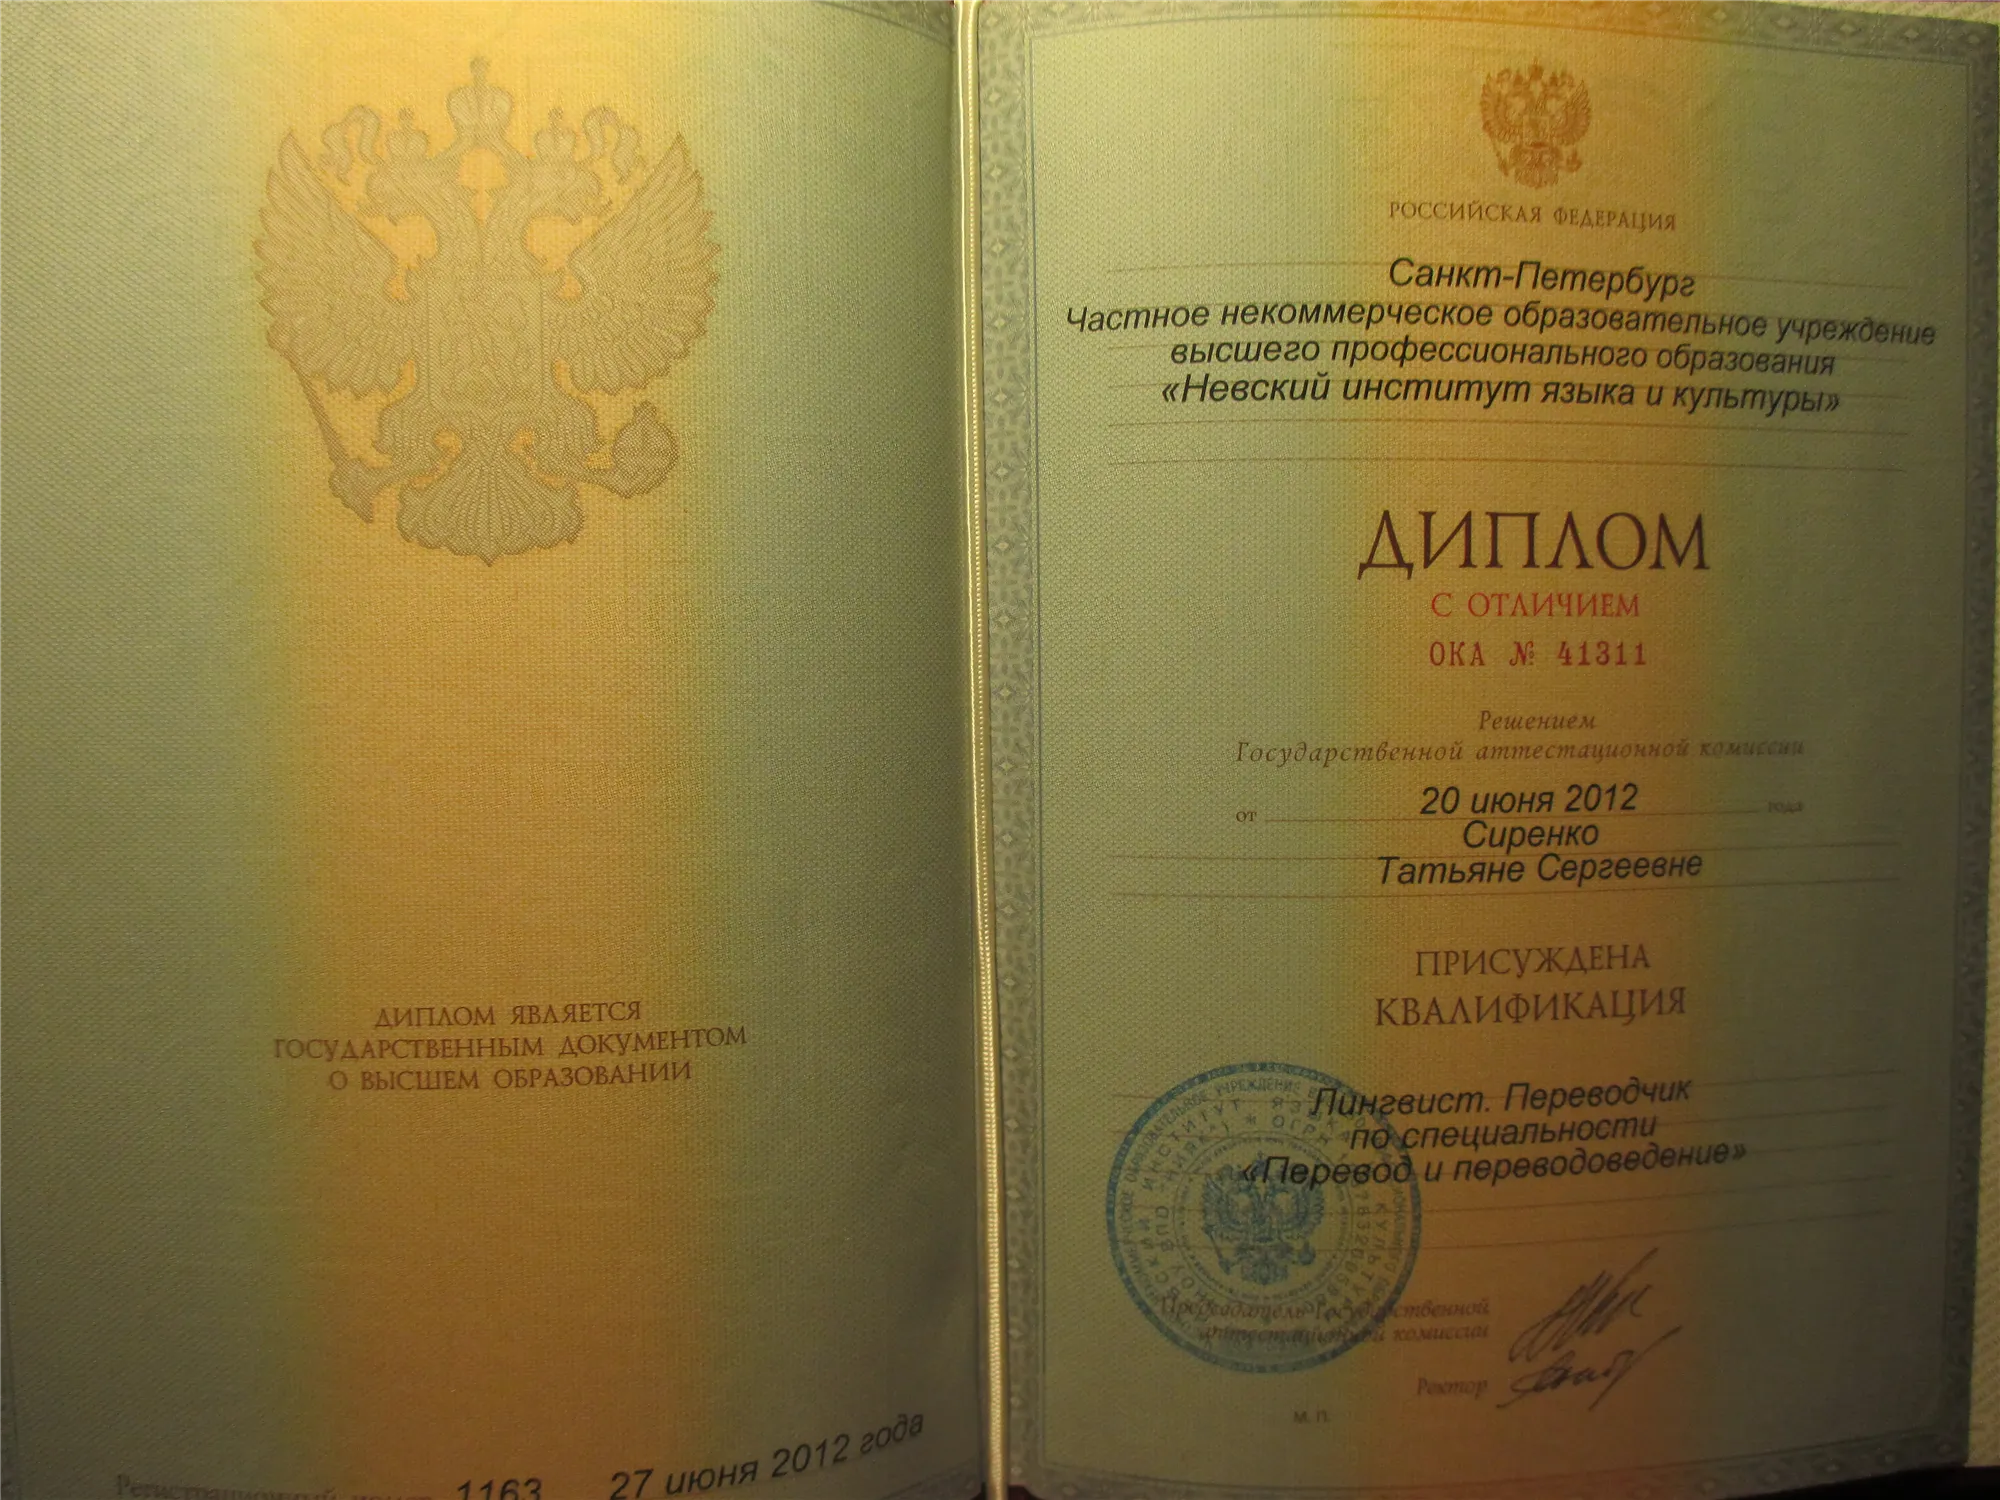 ДИПЛОМ ЯВЛЯЕТСЯ
ГОСУДАРСТВЕННЫМ ДОКУМЕНТОМ
О ВЫСШЕМ ОБРАЗОВАНИИ
Регистрационный номер 1163 27 июня 2012 года
РОССИЙСКАЯ ФЕДЕРАЦИЯ
Санкт-Петербург
Частное некоммерческое образовательное учреждение
высшего профессионального образования
«Невский институт языка и культуры»
ДИПЛОМ
С ОТЛИЧИЕМ
ОКА № 41311
Решением
Государственной аттестационной комиссии
от 20 июня 2012 года
Сиренко
Татьяне Сергеевне
ПРИСУЖДЕНА
КВАЛИФИКАЦИЯ
Лингвист. Переводчик
по специальности
«Перевод и переводоведение»
Председатель Государственной
аттестационной комиссии
Ректор
М. П.